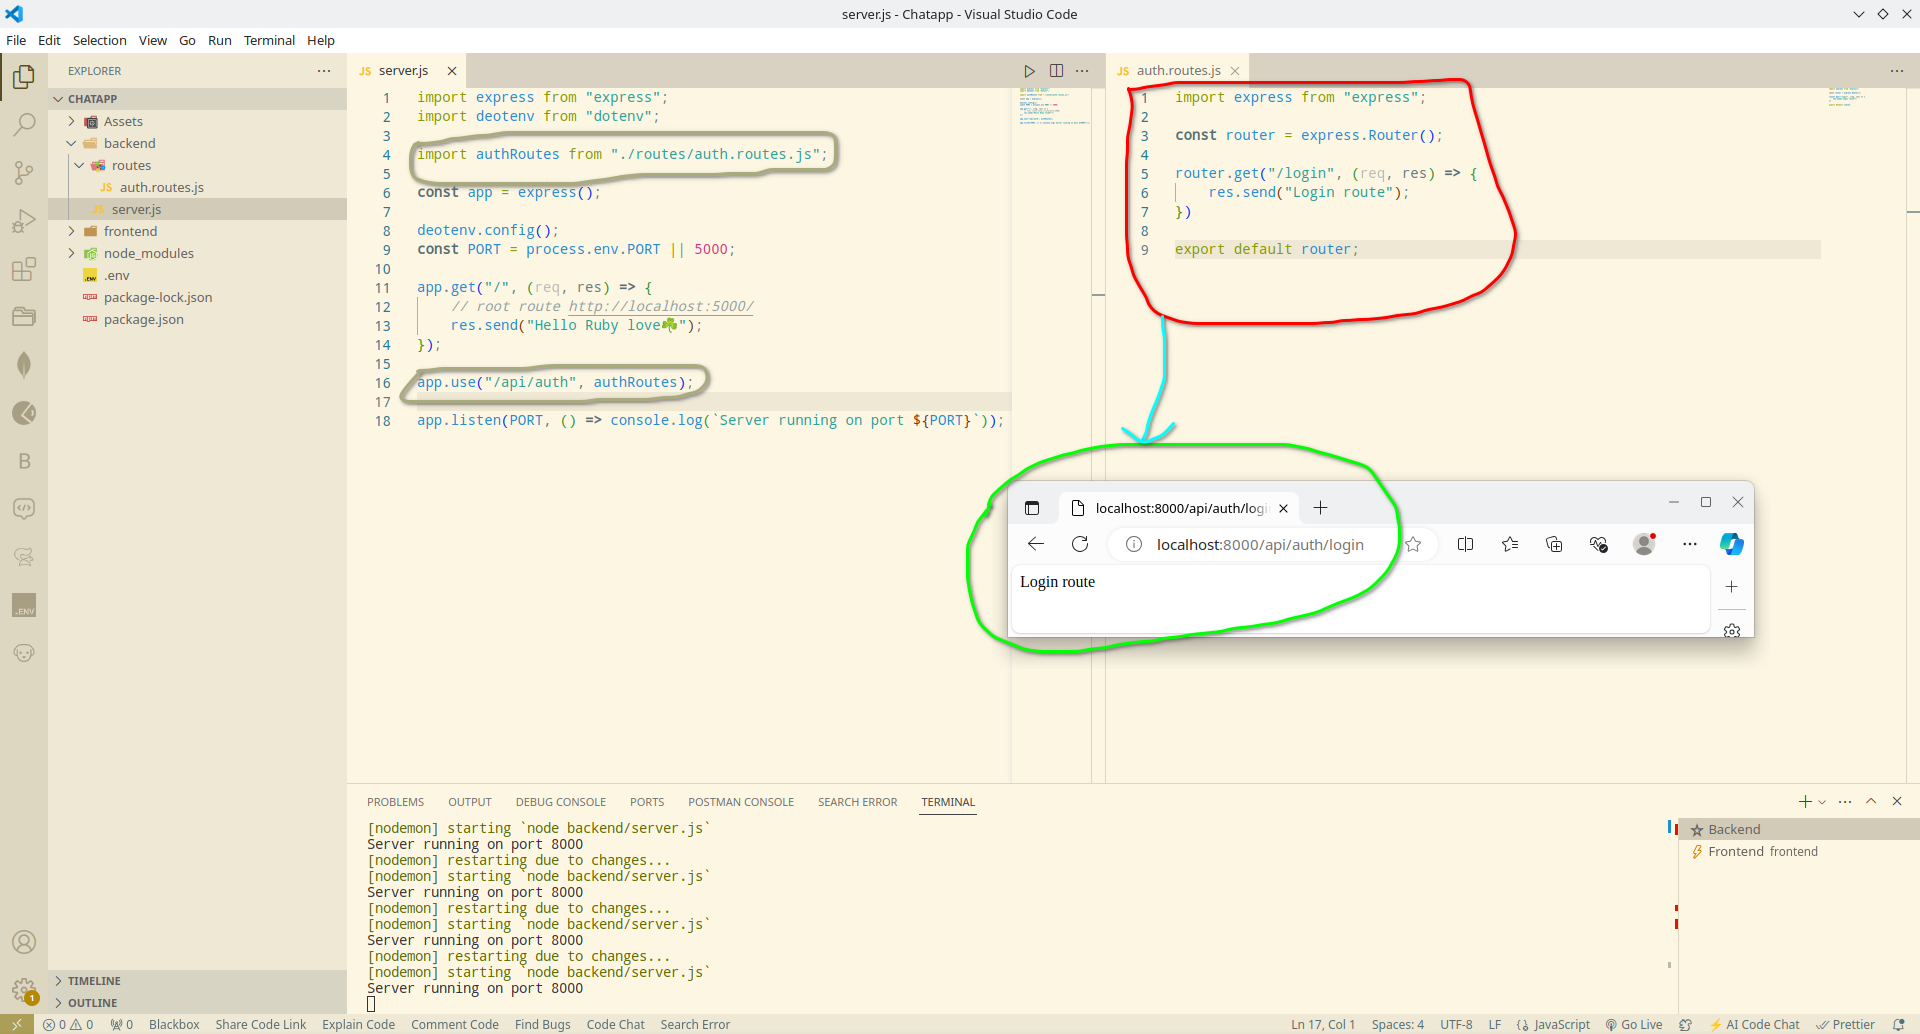 server.js - Chatapp - Visual Studio Code
File Edit Selection View Go Run Terminal Help
EXPLORER
CHATAPP
Assets
backend
routes
JS auth.routes.js
JS server.js
frontend
node_modules
.env
package-lock.json
package.json
TIMELINE
OUTLINE
JS server.js
1 import express from "express";
2 import deotenv from "dotenv";
3
4 import authRoutes from "./routes/auth.routes.js";
5
6 const app = express();
7
8 deotenv.config();
9 const PORT = process.env.PORT || 5000;
10
11 app.get("/", (req, res) => {
12 // root route http://localhost:5000/
13 res.send("Hello Ruby love☘️");
14 });
15
16 app.use("/api/auth", authRoutes);
17
18 app.listen(PORT, () => console.log(`Server running on port ${PORT}`));
JS auth.routes.js
1 import express from "express";
2
3 const router = express.Router();
4
5 router.get("/login", (req, res) => {
6 res.send("Login route");
7 })
8
9 export default router;
localhost:8000/api/auth/logi
localhost:8000/api/auth/login
Login route
PROBLEMS OUTPUT DEBUG CONSOLE PORTS POSTMAN CONSOLE SEARCH ERROR TERMINAL
[nodemon] starting `node backend/server.js`
Server running on port 8000
[nodemon] restarting due to changes...
[nodemon] starting `node backend/server.js`
Server running on port 8000
[nodemon] restarting due to changes...
[nodemon] starting `node backend/server.js`
Server running on port 8000
[nodemon] restarting due to changes...
[nodemon] starting `node backend/server.js`
Server running on port 8000
Backend
Frontend frontend
B
.ENV
1
0 0 0 Blackbox Share Code Link Explain Code Comment Code Find Bugs Code Chat Search Error Ln 17, Col 1 Spaces: 4 UTF-8 LF {} JavaScript Go Live AI Code Chat Prettier